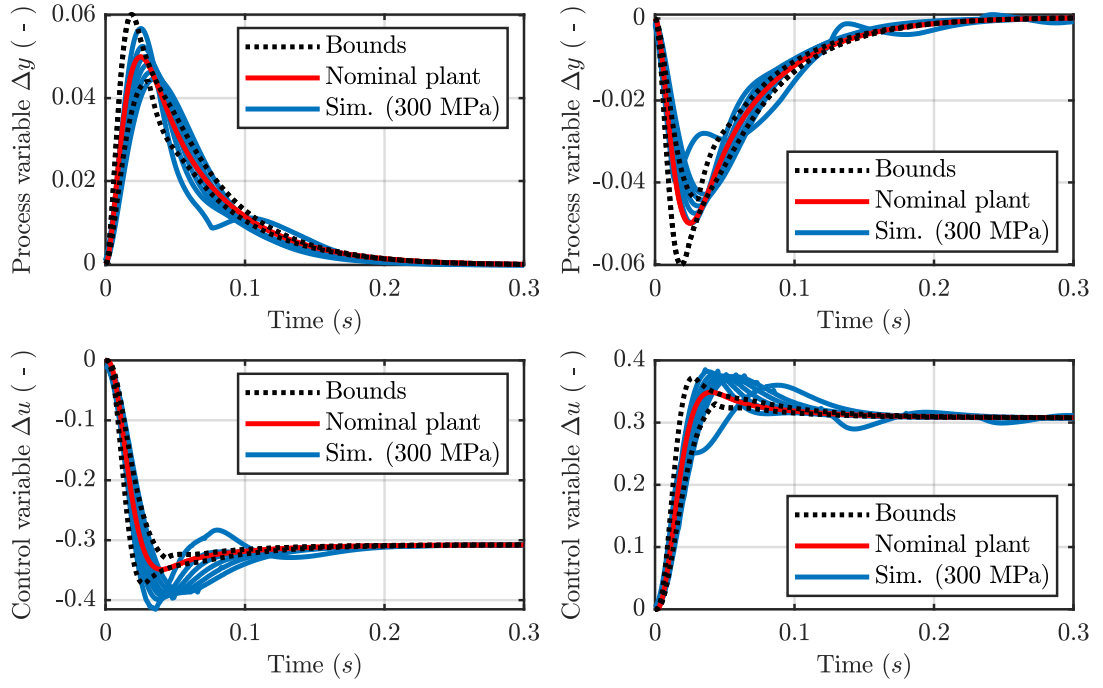 Process variable Δy ( - )
0.06
0.04
0.02
0
Bounds
Nominal plant
Sim. (300 MPa)
0
0.1
0.2
0.3
Time (s)
Process variable Δy ( - )
0
-0.02
-0.04
-0.06
Bounds
Nominal plant
Sim. (300 MPa)
0
0.1
0.2
0.3
Time (s)
Control variable Δu ( - )
0
-0.1
-0.2
-0.3
-0.4
Bounds
Nominal plant
Sim. (300 MPa)
0
0.1
0.2
0.3
Time (s)
Control variable Δu ( - )
0.4
0.3
0.2
0.1
0
Bounds
Nominal plant
Sim. (300 MPa)
0
0.1
0.2
0.3
Time (s)